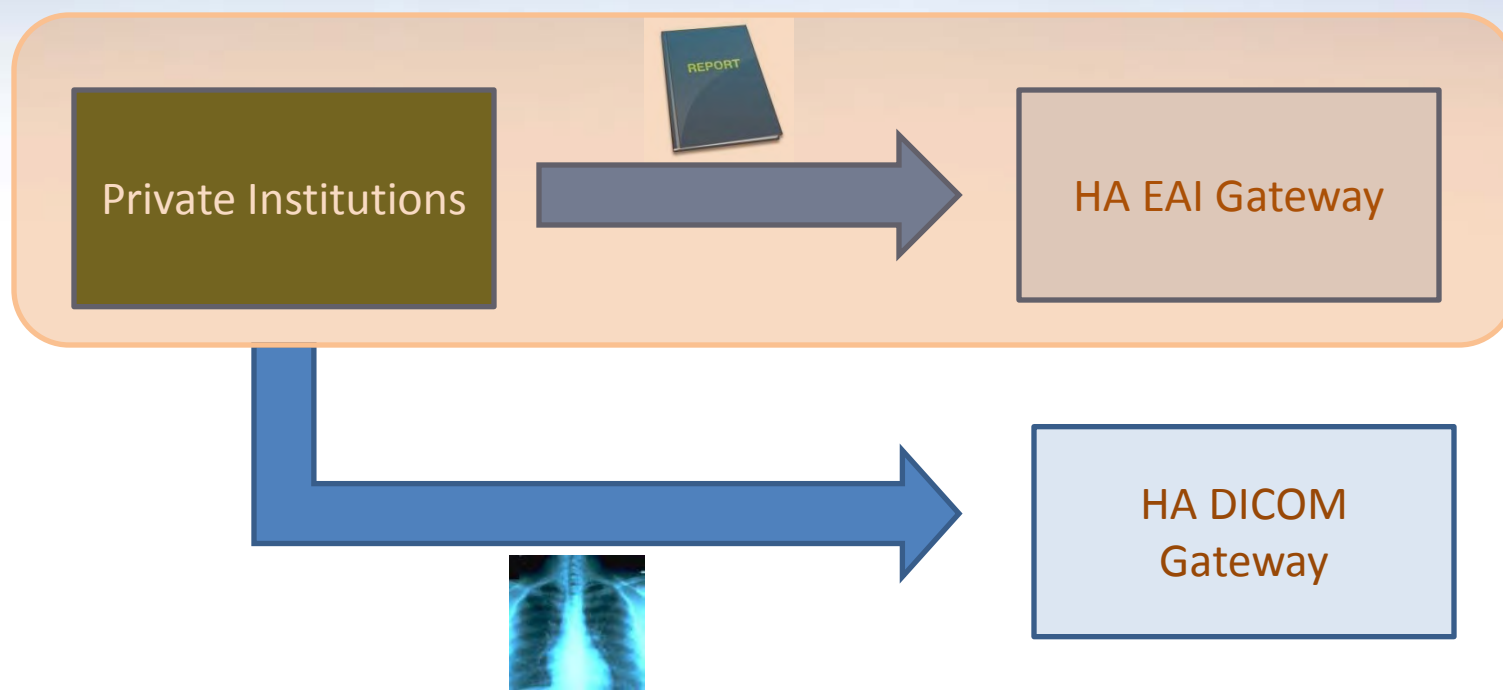 REPORT
Private Institutions
HA EAI Gateway
HA DICOM
Gateway